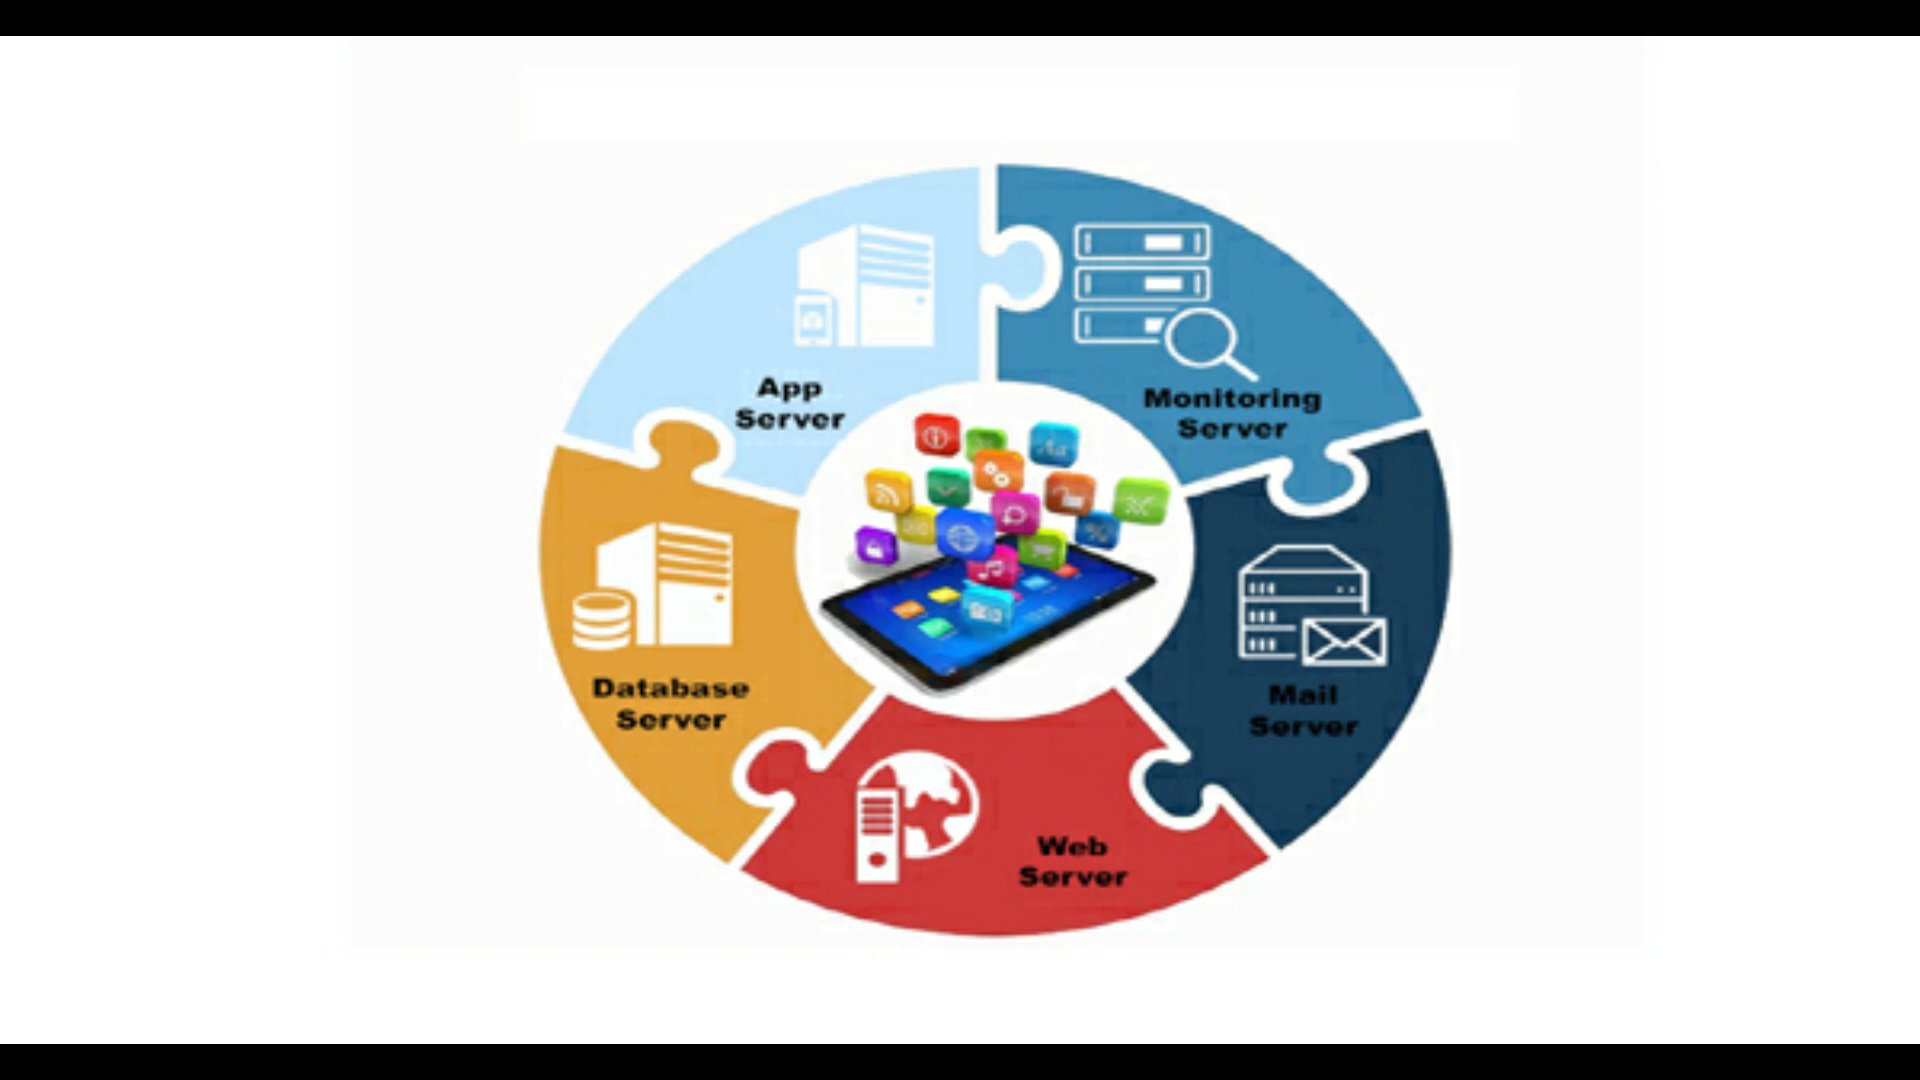 App
Server
Monitoring
Server
Database
Server
Mail
Server
Web
Server